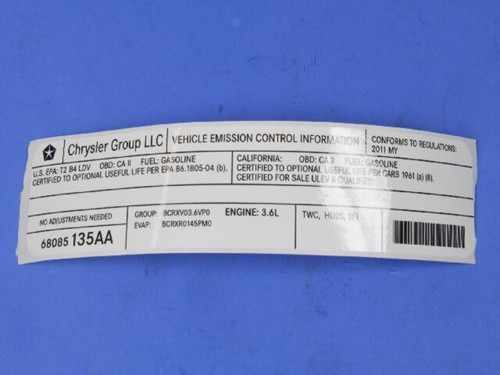 Chrysler Group LLC
VEHICLE EMISSION CONTROL INFORMATION
CONFORMS TO REGULATIONS:
2011 MY
U.S. EPA: T2 B4 LDV OBD: CA II FUEL: GASOLINE
CERTIFIED TO OPTIONAL USEFUL LIFE PER EPA 86.1805-04 (b).
CALIFORNIA: OBD: CA II FUEL: GASOLINE
CERTIFIED TO OPTIONAL USEFUL LIFE PER CARB 1961 (a) (8).
CERTIFIED FOR SALE ULEV II QUALIFIED.
NO ADJUSTMENTS NEEDED
68085 135AA
GROUP: BCRXV03.6VP0 ENGINE: 3.6L
EVAP: BCRXR0145PM0
TWC, HO2S, SFI